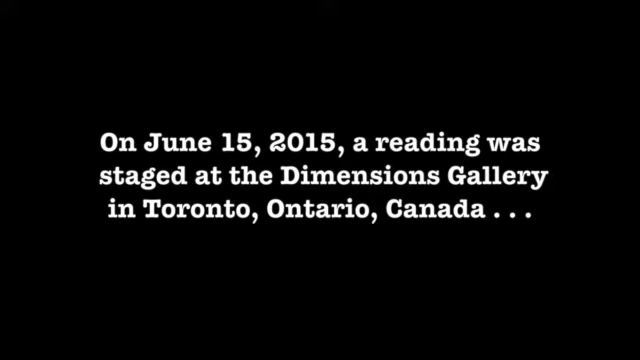 On June 15, 2015, a reading was
staged at the Dimensions Gallery
in Toronto, Ontario, Canada . . .